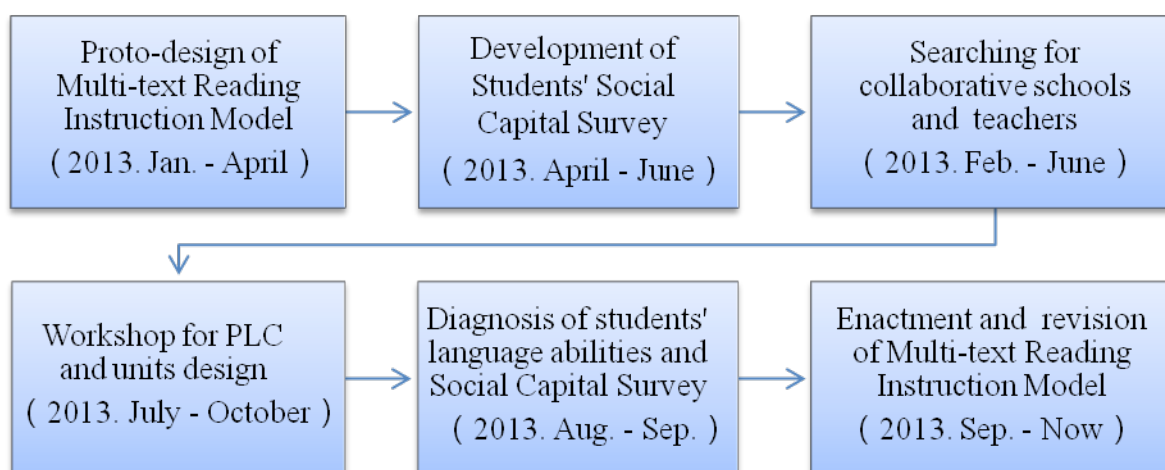 Proto-design of
Multi-text Reading
Instruction Model
( 2013. Jan. - April )
Development of
Students' Social
Capital Survey
( 2013. April - June )
Searching for
collaborative schools
and teachers
( 2013. Feb. - June )
Workshop for PLC
and units design
( 2013. July - October )
Diagnosis of students'
language abilities and
Social Capital Survey
( 2013. Aug. - Sep. )
Enactment and revision
of Multi-text Reading
Instruction Model
( 2013. Sep. - Now )